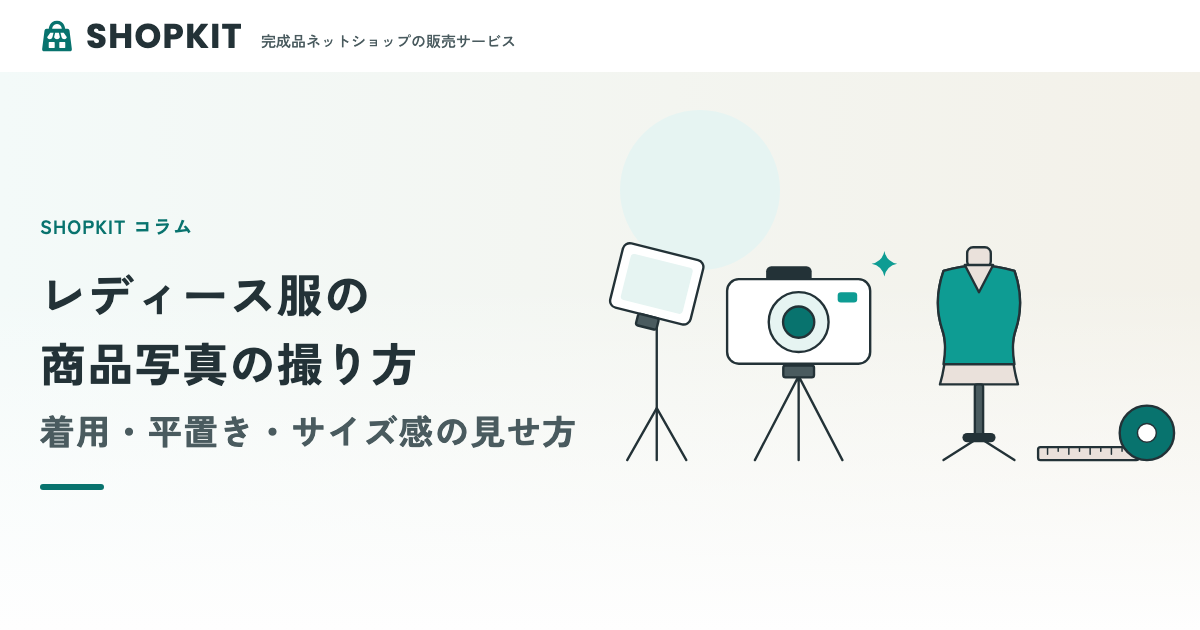 SHOPKIT 完成品ネットショップの販売サービス
SHOPKIT コラム
レディース服の
商品写真の撮り方
着用・平置き・サイズ感の見せ方